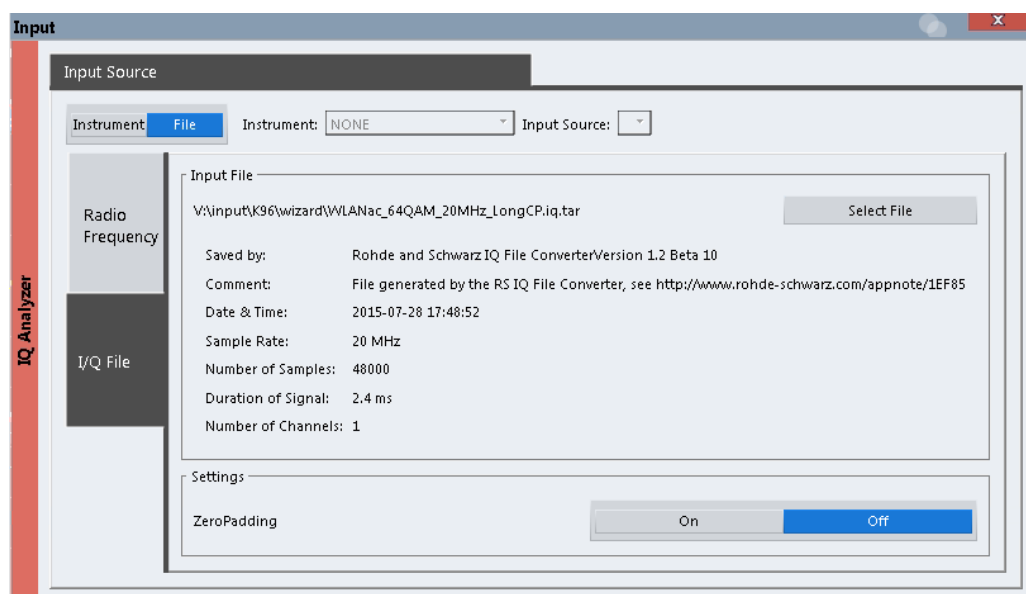 Input
Input Source
Instrument File Instrument: NONE Input Source:
IQ Analyzer
Radio
Frequency
I/Q File
Input File
V:\input\K96\wizard\WLANac_64QAM_20MHz_LongCP.iq.tar Select File
Saved by: Rohde and Schwarz IQ File ConverterVersion 1.2 Beta 10
Comment: File generated by the RS IQ File Converter, see http://www.rohde-schwarz.com/appnote/1EF85
Date & Time: 2015-07-28 17:48:52
Sample Rate: 20 MHz
Number of Samples: 48000
Duration of Signal: 2.4 ms
Number of Channels: 1
Settings
ZeroPadding On Off